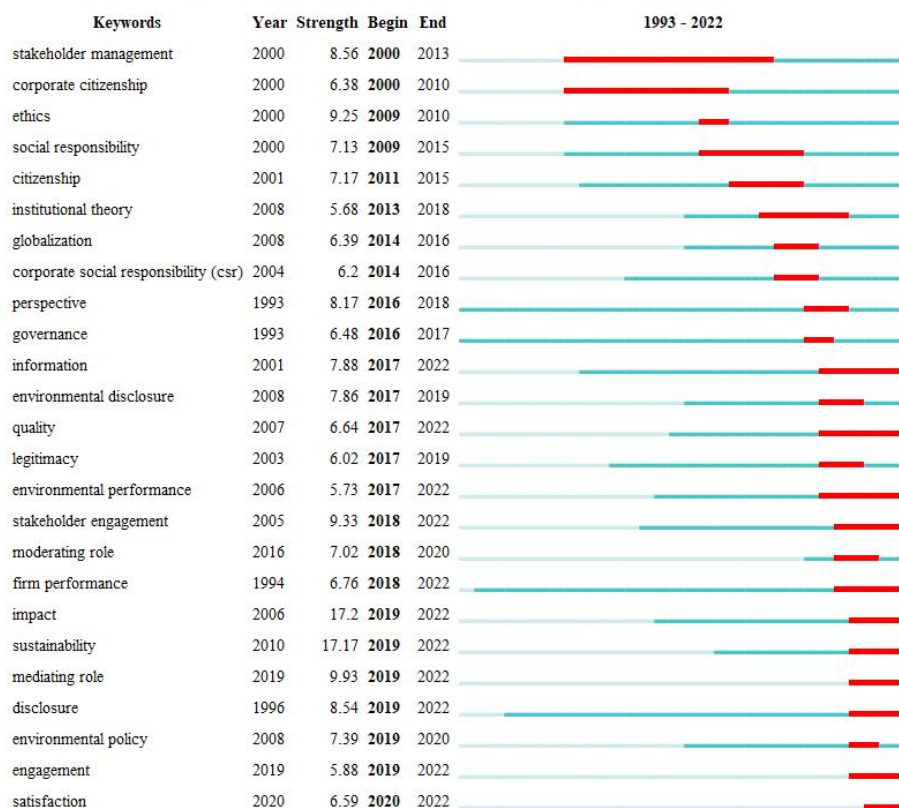 Keywords Year Strength Begin End 1993 - 2022
stakeholder management 2000 8.56 2000 2013
corporate citizenship 2000 6.38 2000 2010
ethics 2000 9.25 2009 2010
social responsibility 2000 7.13 2009 2015
citizenship 2001 7.17 2011 2015
institutional theory 2008 5.68 2013 2018
globalization 2008 6.39 2014 2016
corporate social responsibility (csr) 2004 6.2 2014 2016
perspective 1993 8.17 2016 2018
governance 1993 6.48 2016 2017
information 2001 7.88 2017 2022
environmental disclosure 2008 7.86 2017 2019
quality 2007 6.64 2017 2022
legitimacy 2003 6.02 2017 2019
environmental performance 2006 5.73 2017 2022
stakeholder engagement 2005 9.33 2018 2022
moderating role 2016 7.02 2018 2020
firm performance 1994 6.76 2018 2022
impact 2006 17.2 2019 2022
sustainability 2010 17.17 2019 2022
mediating role 2019 9.93 2019 2022
disclosure 1996 8.54 2019 2022
environmental policy 2008 7.39 2019 2020
engagement 2019 5.88 2019 2022
satisfaction 2020 6.59 2020 2022